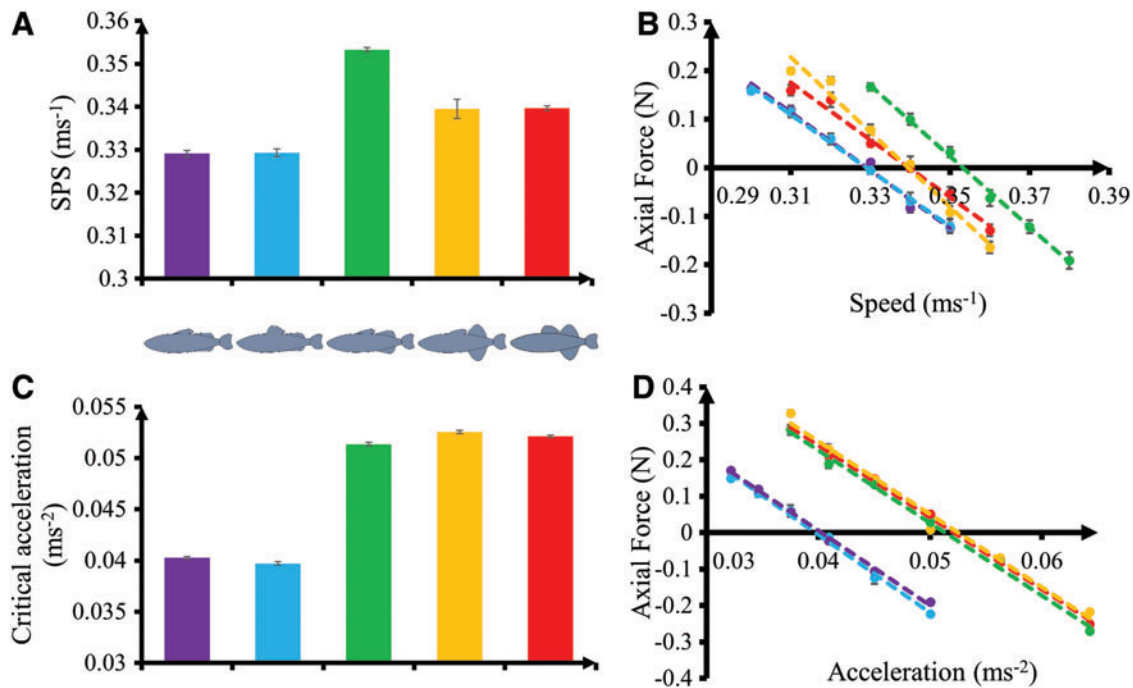 A
SPS (ms-1)
0.36
0.35
0.34
0.33
0.32
0.31
0.3
B
Axial Force (N)
0.3
0.2
0.1
0
-0.1
-0.2
-0.3
0.29 0.31 0.33 0.35 0.37 0.39
Speed (ms-1)
C
Critical acceleration
(ms-2)
0.055
0.05
0.045
0.04
0.035
0.03
D
Axial Force (N)
0.4
0.3
0.2
0.1
0
-0.1
-0.2
-0.3
-0.4
0.03 0.04 0.05 0.06
Acceleration (ms-2)